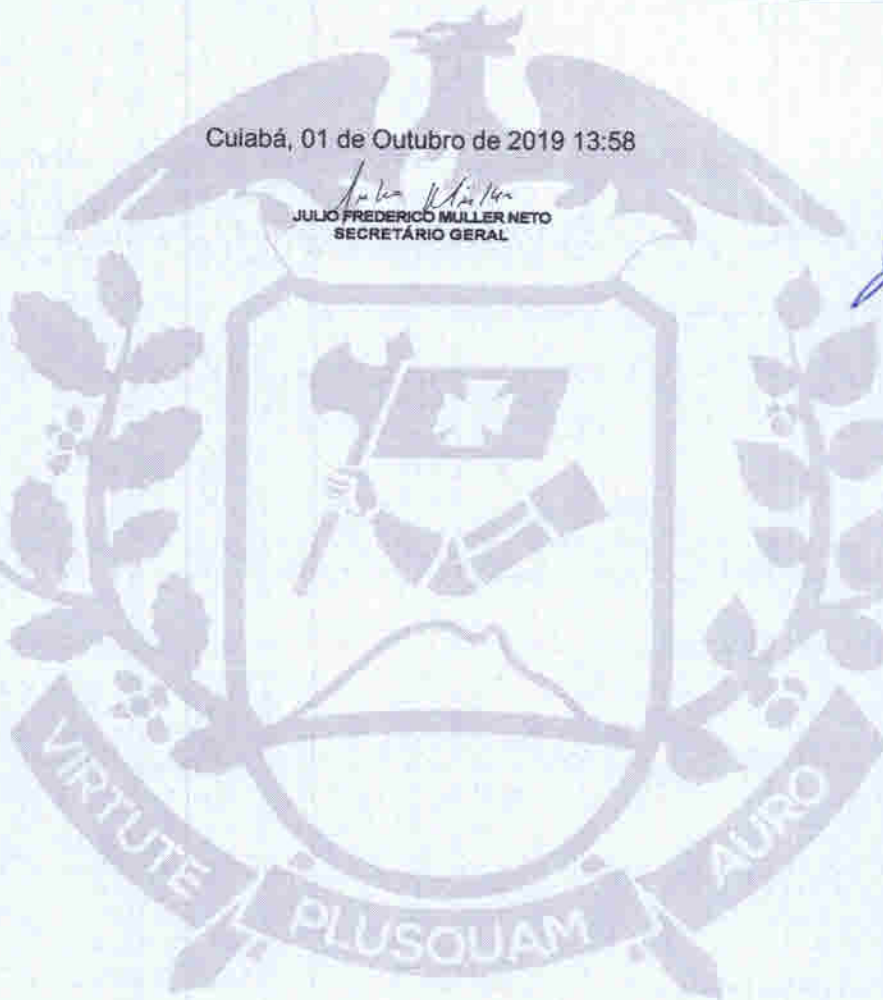 Cuiabá, 01 de Outubro de 2019 13:58
JULIO FREDERICO MULLER NETO
SECRETÁRIO GERAL
VIRTUTE
PLUSQUAM
AURO